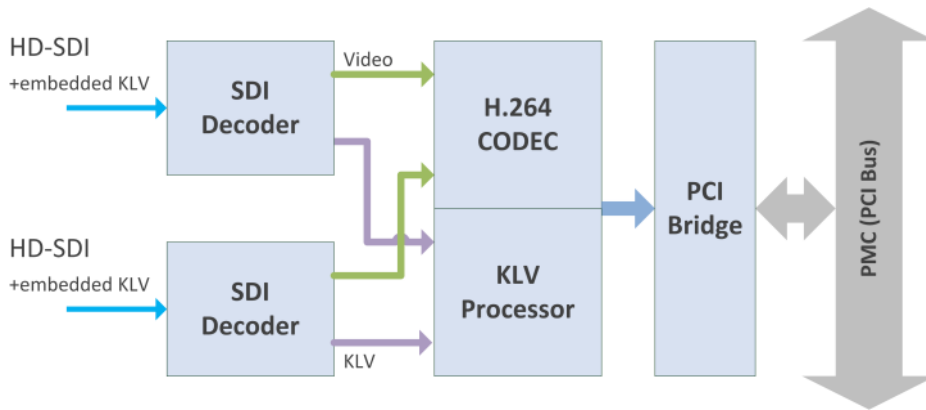 HD-SDI
+embedded KLV
SDI
Decoder
Video
H.264
CODEC
PCI
Bridge
PMC (PCI Bus)
HD-SDI
+embedded KLV
SDI
Decoder
KLV
KLV
Processor